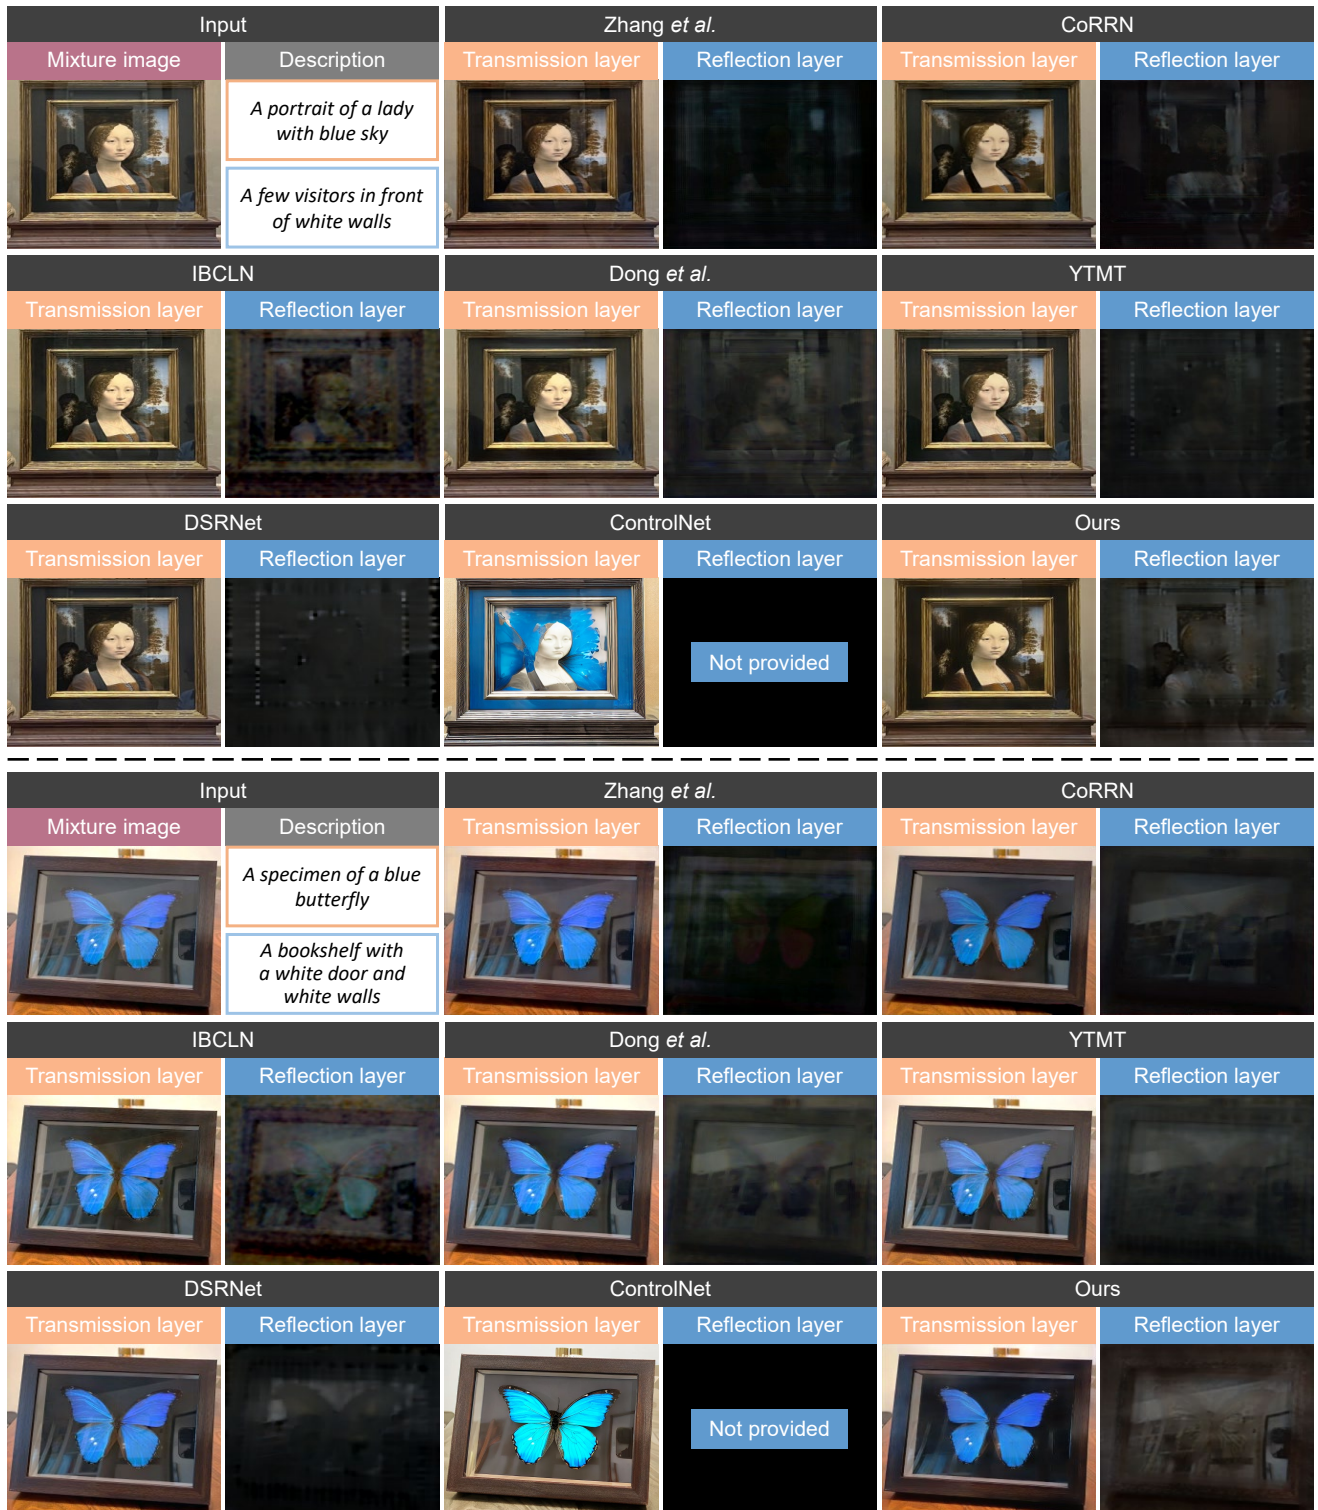 Input
Zhang et al.
CoRRN
Mixture image
Description
Transmission layer
Reflection layer
Transmission layer
Reflection layer
A portrait of a lady
with blue sky
A few visitors in front
of white walls
IBCLN
Dong et al.
YTMT
Transmission layer
Reflection layer
Transmission layer
Reflection layer
Transmission layer
Reflection layer
DSRNet
ControlNet
Ours
Transmission layer
Reflection layer
Transmission layer
Reflection layer
Transmission layer
Reflection layer
Not provided
Input
Zhang et al.
CoRRN
Mixture image
Description
Transmission layer
Reflection layer
Transmission layer
Reflection layer
A specimen of a blue
butterfly
A bookshelf with
a white door and
white walls
IBCLN
Dong et al.
YTMT
Transmission layer
Reflection layer
Transmission layer
Reflection layer
Transmission layer
Reflection layer
DSRNet
ControlNet
Ours
Transmission layer
Reflection layer
Transmission layer
Reflection layer
Transmission layer
Reflection layer
Not provided